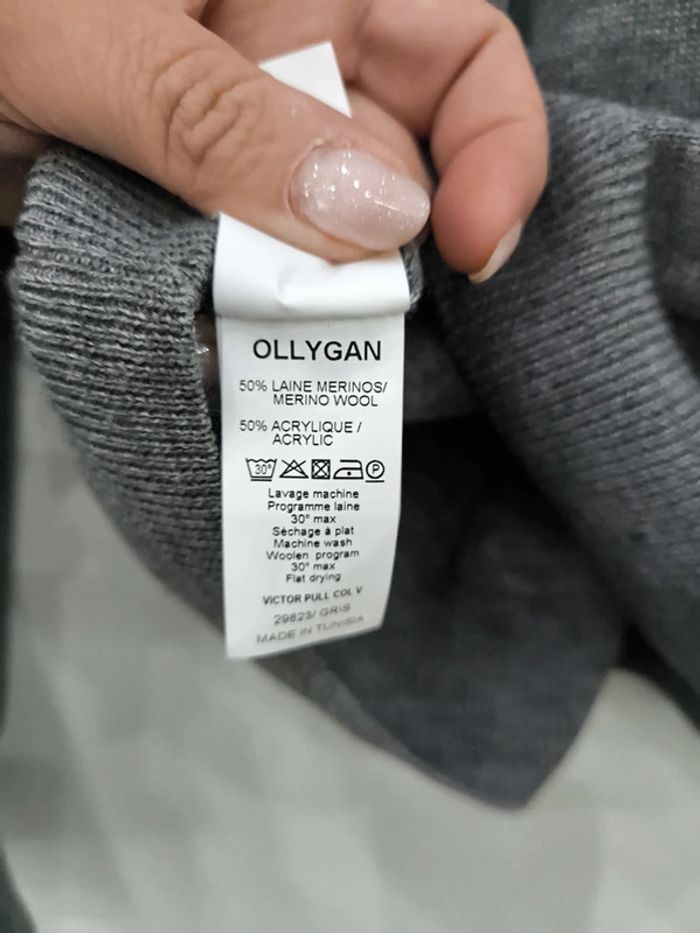 OLLYGAN
50% LAINE MERINOS/
MERINO WOOL
50% ACRYLIQUE /
ACRYLIC
30°
P
Lavage machine
Programme laine
30° max
Séchage à plat
Machine wash
Woolen program
30° max
Flat drying
VICTOR PULL COL V
29823/ GRIS
MADE IN TUNISIA